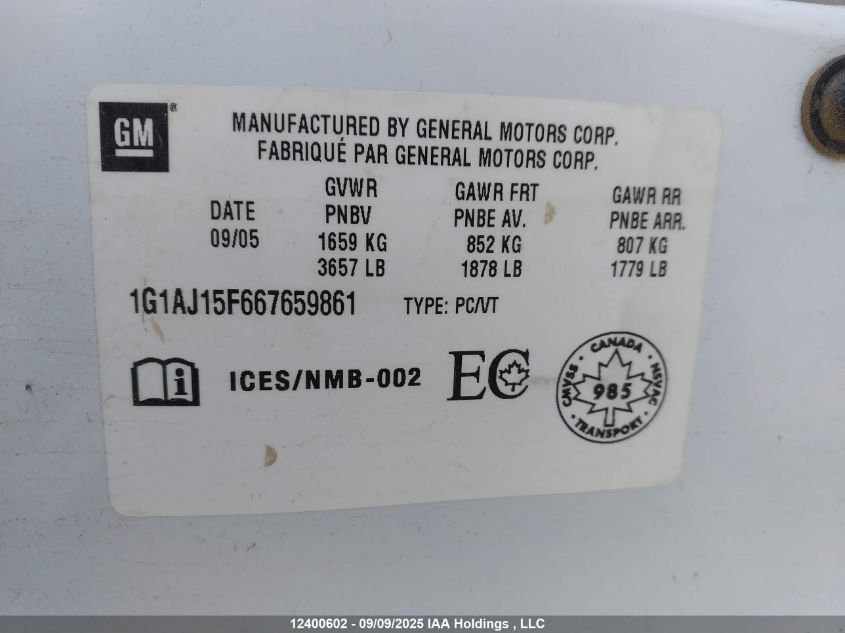 GM®
MANUFACTURED BY GENERAL MOTORS CORP.
FABRIQUÉ PAR GENERAL MOTORS CORP.
GVWR GAWR FRT GAWR RR
DATE PNBV PNBE AV. PNBE ARR.
09/05 1659 KG 852 KG 807 KG
3657 LB 1878 LB 1779 LB
1G1AJ15F667659861 TYPE: PC/VT
i ICES/NMB-002 EC
CANADA
CMVSS 985 NSVAC
TRANSPORT
12400602 - 09/09/2025 IAA Holdings , LLC